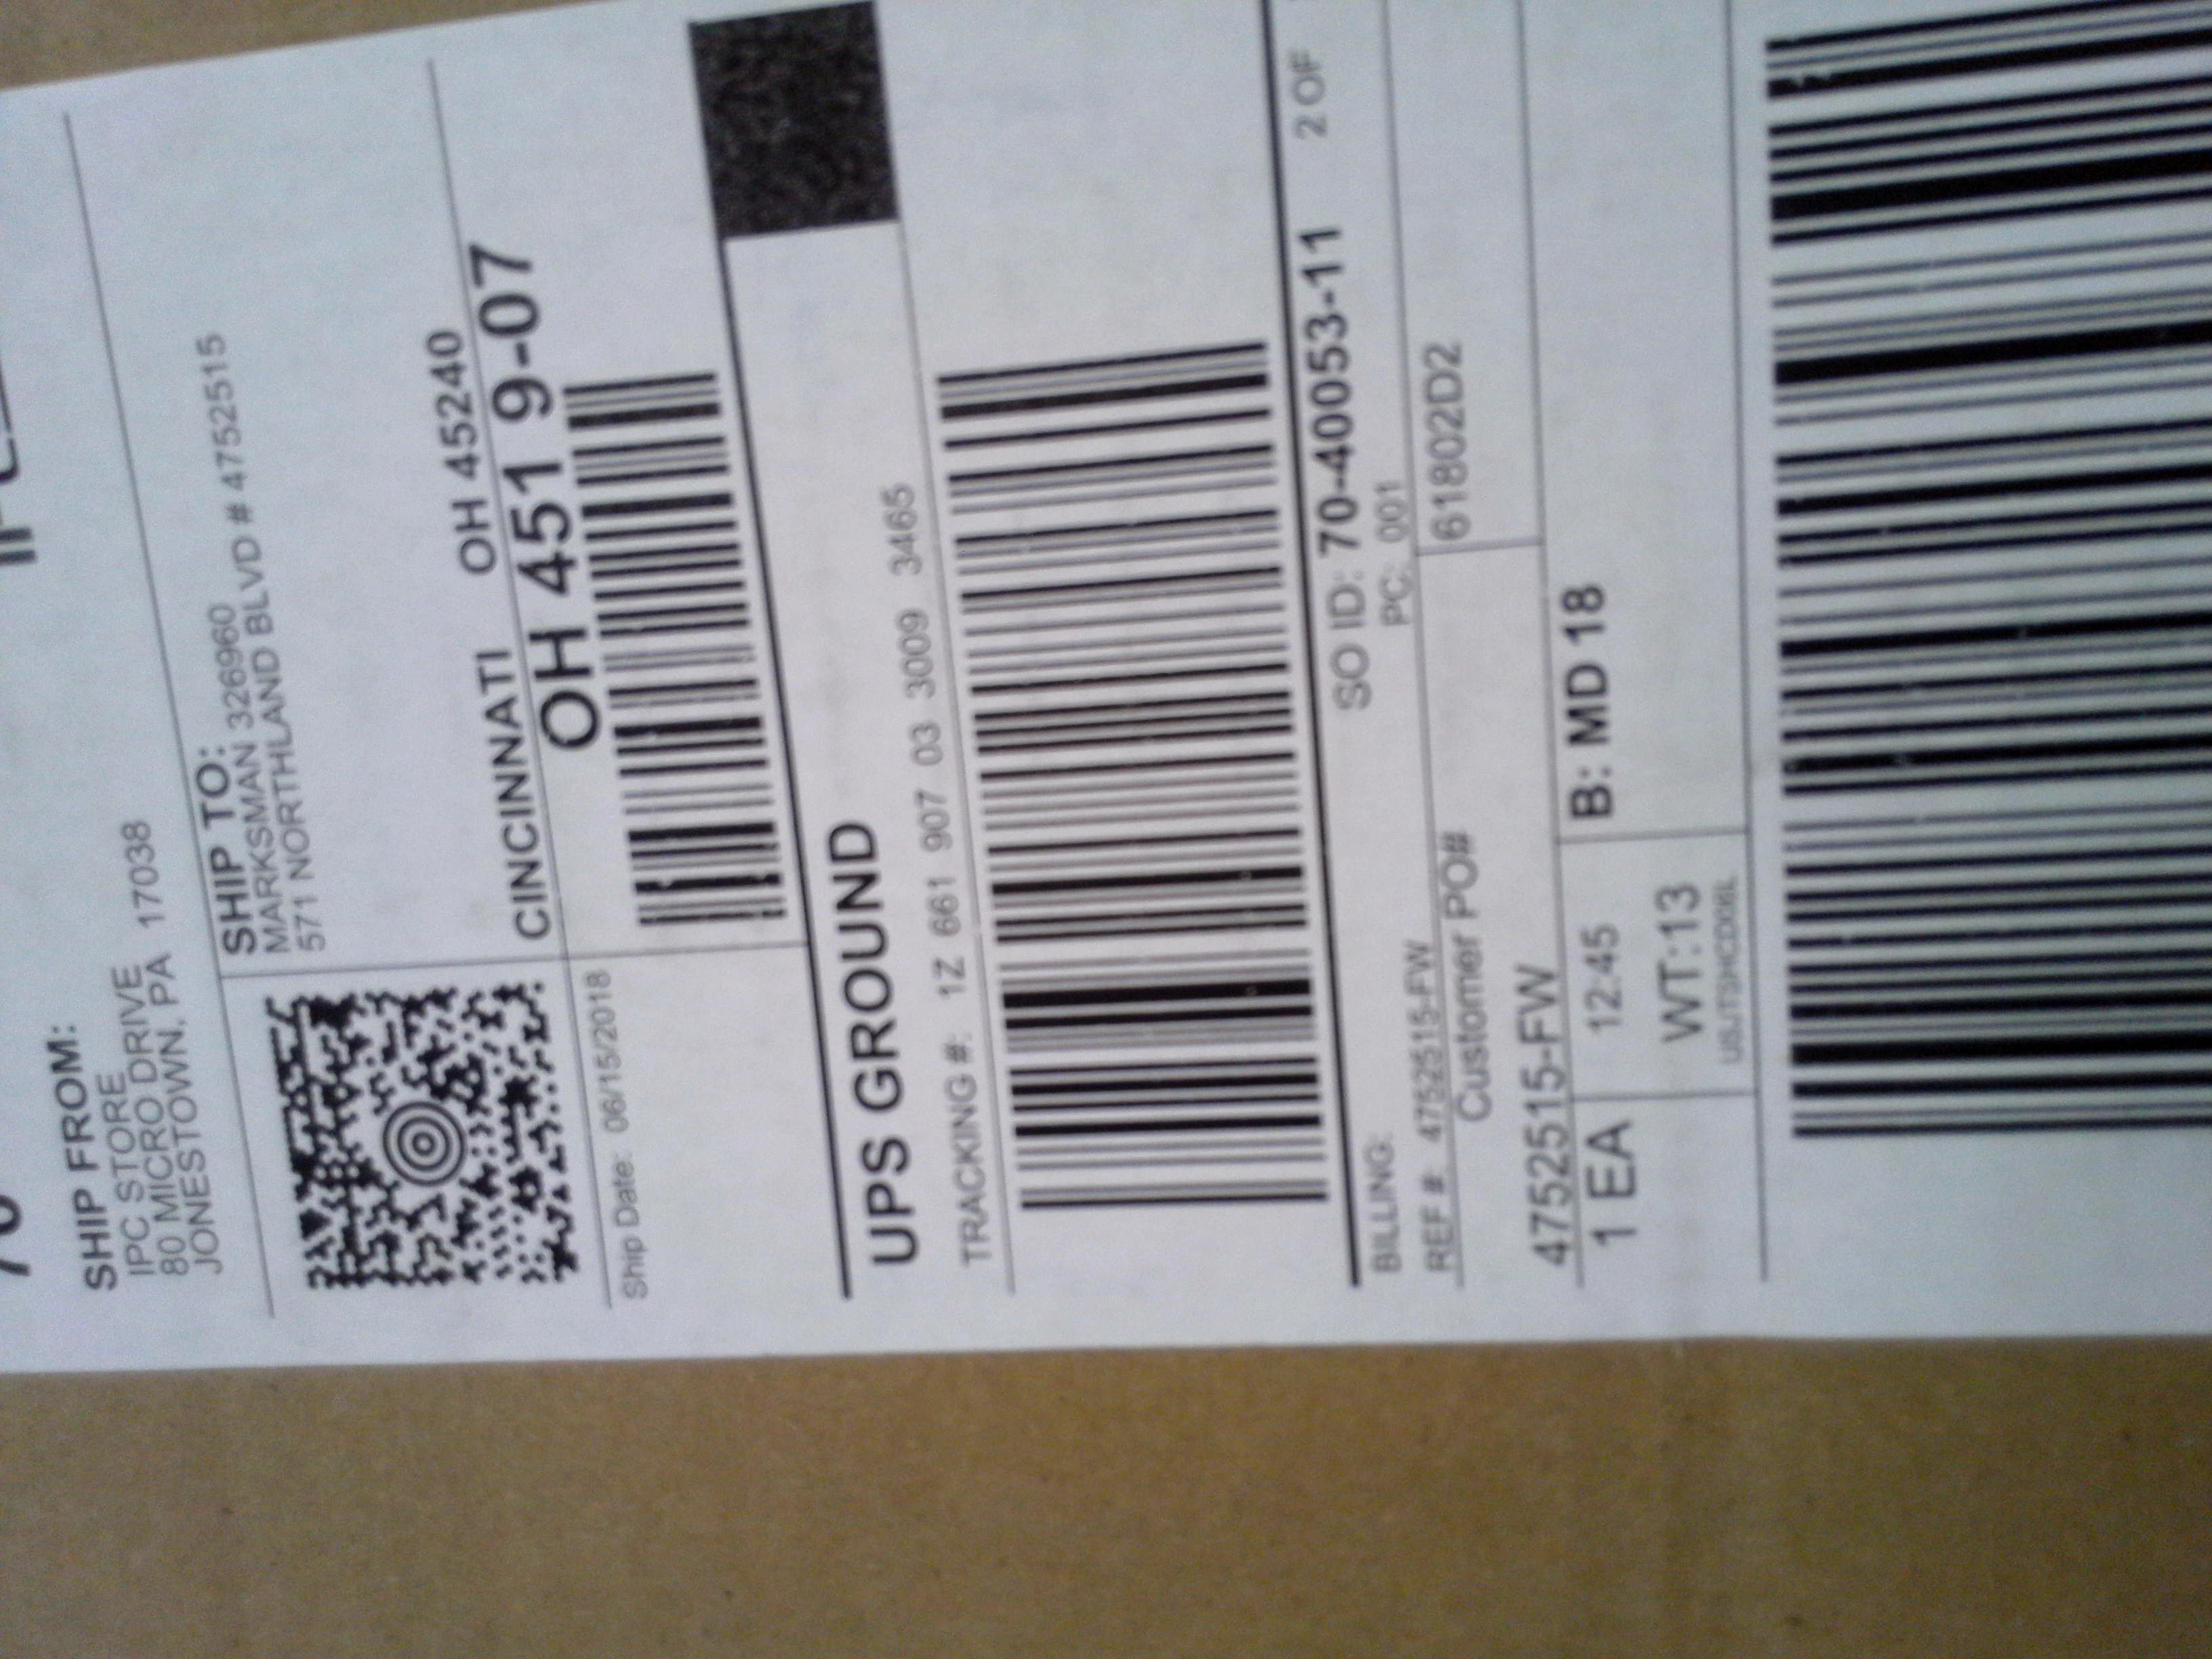 SHIP FROM:
IPC STORE
80 MICRO DRIVE
JONESTOWN, PA 17038
SHIP TO:
MARKSMAN 326960
571 NORTHLAND BLVD # 47525​15
CINCINNATI OH 45240
OH 451 9-07
Ship Date: 06/15/2018
UPS GROUND
TRACKING #: 1Z 661 907 03 3009 3465
BILLING:
SO ID: 70-40053-11 2 OF
REF #: 4752515-FW PC: 001
Customer PO#
4752515-FW 61802D2
1 EA 12:45 B: MD 18
WT:13